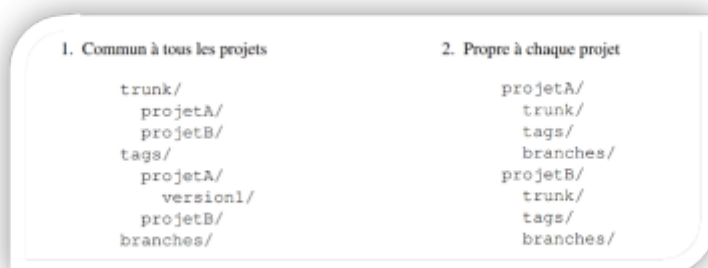 1. Commun à tous les projets
trunk/
projetA/
projetB/
tags/
projetA/
version1/
projetB/
branches/
2. Propre à chaque projet
projetA/
trunk/
tags/
branches/
projetB/
trunk/
tags/
branches/